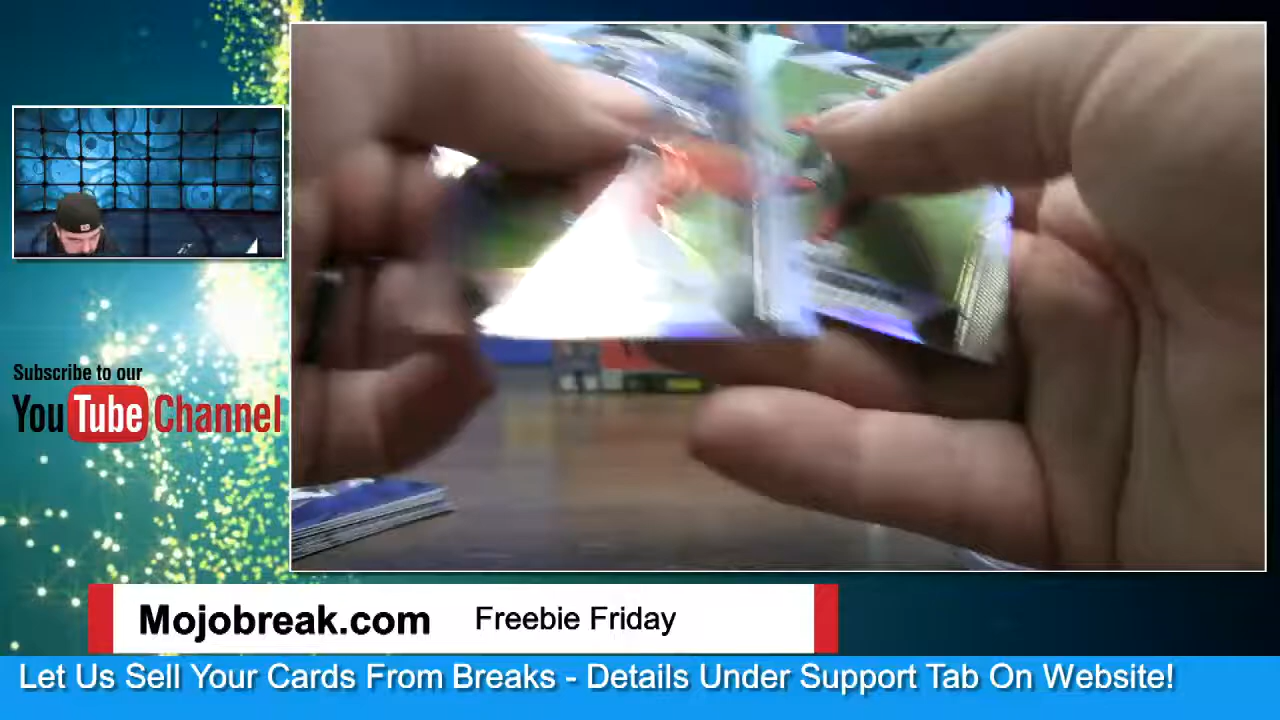 Subscribe to our
YouTube Channel
Mojobreak.com
Freebie Friday
Let Us Sell Your Cards From Breaks - Details Under Support Tab On Website!